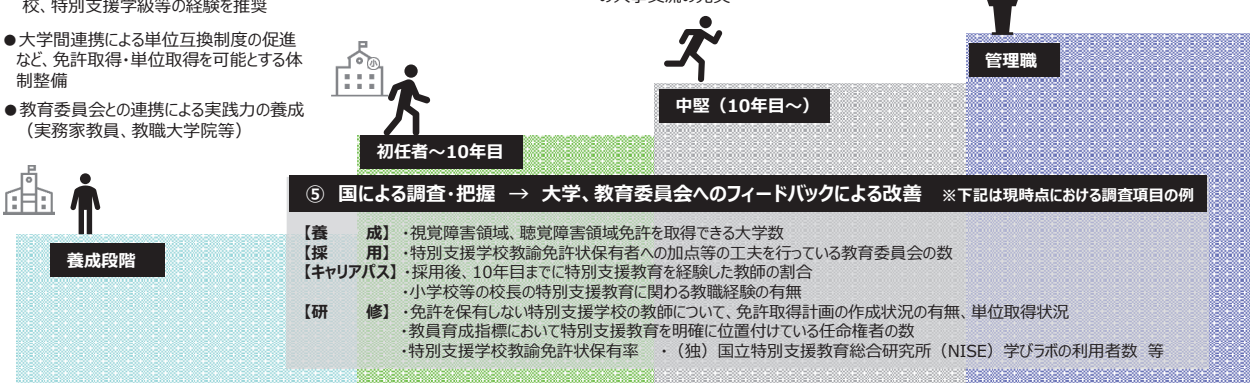 校、特別支援学級等の経験を推奨
●大学間連携による単位互換制度の促進
など、免許取得・単位取得を可能とする体
制整備
●教育委員会との連携による実践力の養成
（実務家教員、教職大学院等）
小
管理職
中堅（10年目～）
初任者～10年目
養成段階
⑤ 国による調査・把握 → 大学、教育委員会へのフィードバックによる改善 ※下記は現時点における調査項目の例
【養　　成】・視覚障害領域、聴覚障害領域免許を取得できる大学数
【採　　用】・特別支援学校教諭免許状保有者への加点等の工夫を行っている教育委員会の数
【キャリアパス】・採用後、10年目までに特別支援教育を経験した教師の割合
・小学校等の校長の特別支援教育に関わる教職経験の有無
【研　　修】・免許を保有しない特別支援学校の教師について、免許取得計画の作成状況の有無、単位取得状況
・教員育成指標において特別支援教育を明確に位置付けている任命権者の数
・特別支援学校教諭免許状保有率　・（独）国立特別支援教育総合研究所（NISE）学びラボの利用者数 等